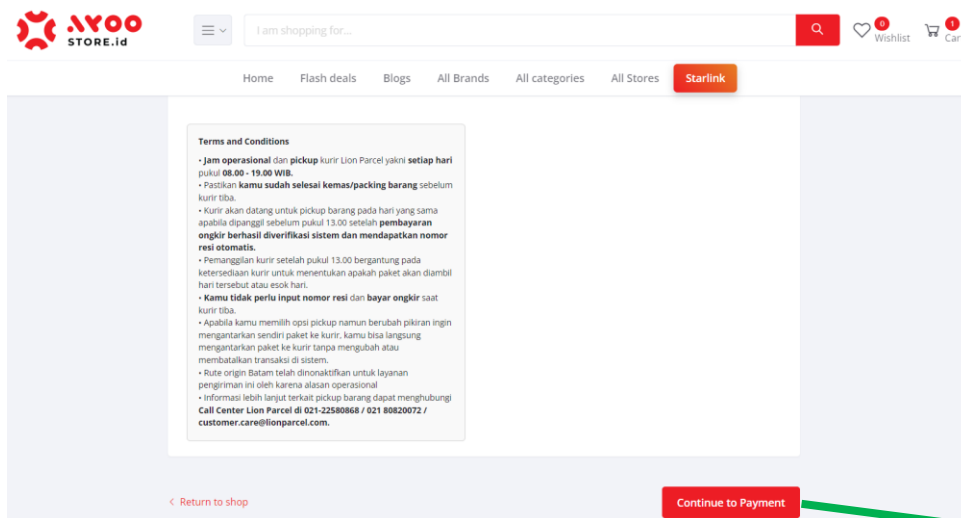 AYOO
STORE.id
I am shopping for...
0
Wishlist
1
Car
Home Flash deals Blogs All Brands All categories All Stores Starlink
Terms and Conditions
• Jam operasional dan pickup kurir Lion Parcel yakni setiap hari
pukul 08.00 - 19.00 WIB.
• Pastikan kamu sudah selesai kemas/packing barang sebelum
kurir tiba.
• Kurir akan datang untuk pickup barang pada hari yang sama
apabila dipanggil sebelum pukul 13.00 setelah pembayaran
ongkir berhasil diverifikasi sistem dan mendapatkan nomor
resi otomatis.
• Pemanggilan kurir setelah pukul 13.00 bergantung pada
ketersediaan kurir untuk menentukan apakah paket akan diambil
hari tersebut atau esok hari.
• Kamu tidak perlu input nomor resi dan bayar ongkir saat
kurir tiba.
• Apabila kamu memilih opsi pickup namun berubah pikiran ingin
mengantarkan sendiri paket ke kurir, kamu bisa langsung
mengantarkan paket ke kurir tanpa mengubah atau
membatalkan transaksi di sistem.
• Rute origin Batam telah dinonaktifkan untuk layanan
pengiriman ini oleh karena alasan operasional
• Informasi lebih lanjut terkait pickup barang dapat menghubungi
Call Center Lion Parcel di 021-22580868 / 021 80820072 /
customer.care@lionparcel.com.
< Return to shop
Continue to Payment